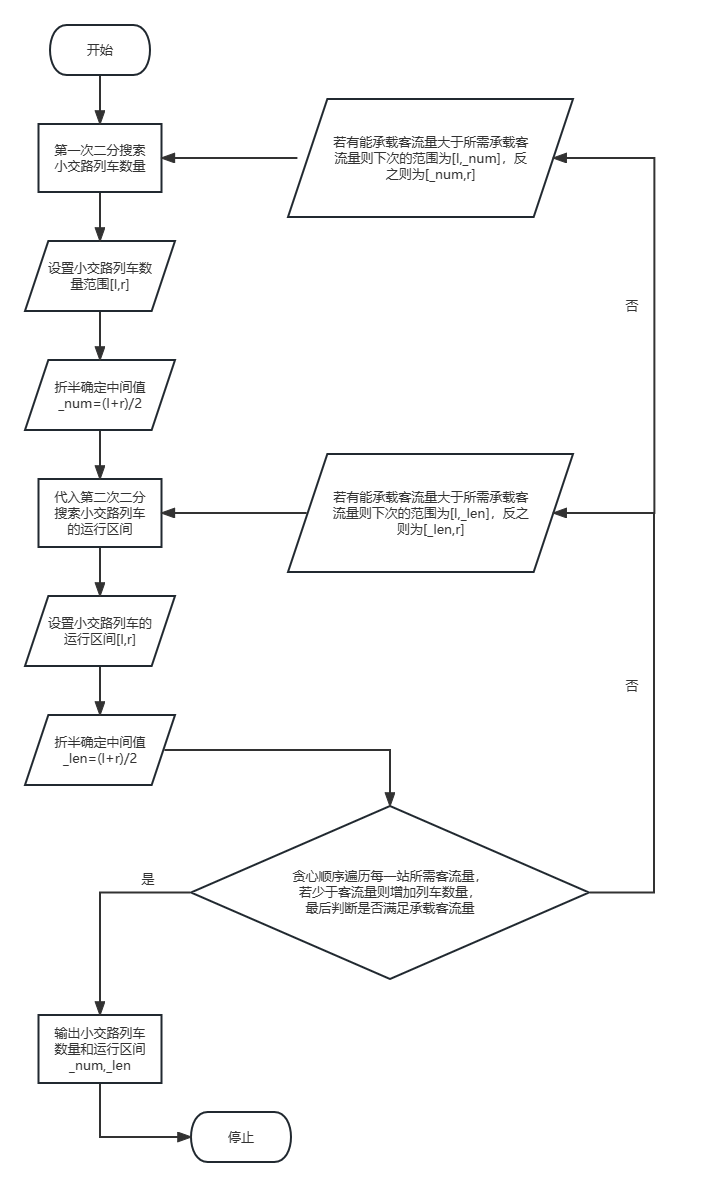 开始
第一次二分搜索
小交路列车数量
若有能承载客流量大于所需承载客
流量则下次的范围为[l,_num]，反
之则为[_num,r]
设置小交路列车数
量范围[l,r]
否
折半确定中间值
_num=(l+r)/2
代入第二次二分
搜索小交路列车
的运行区间
若有能承载客流量大于所需承载客
流量则下次的范围为[l,_len]，反之
则为[_len,r]
设置小交路列车的
运行区间[l,r]
否
折半确定中间值
_len=(l+r)/2
贪心顺序遍历每一站所需客流量，
若少于客流量则增加列车数量，
最后判断是否满足承载客流量
是
输出小交路列车
数量和运行区间
_num,_len
停止